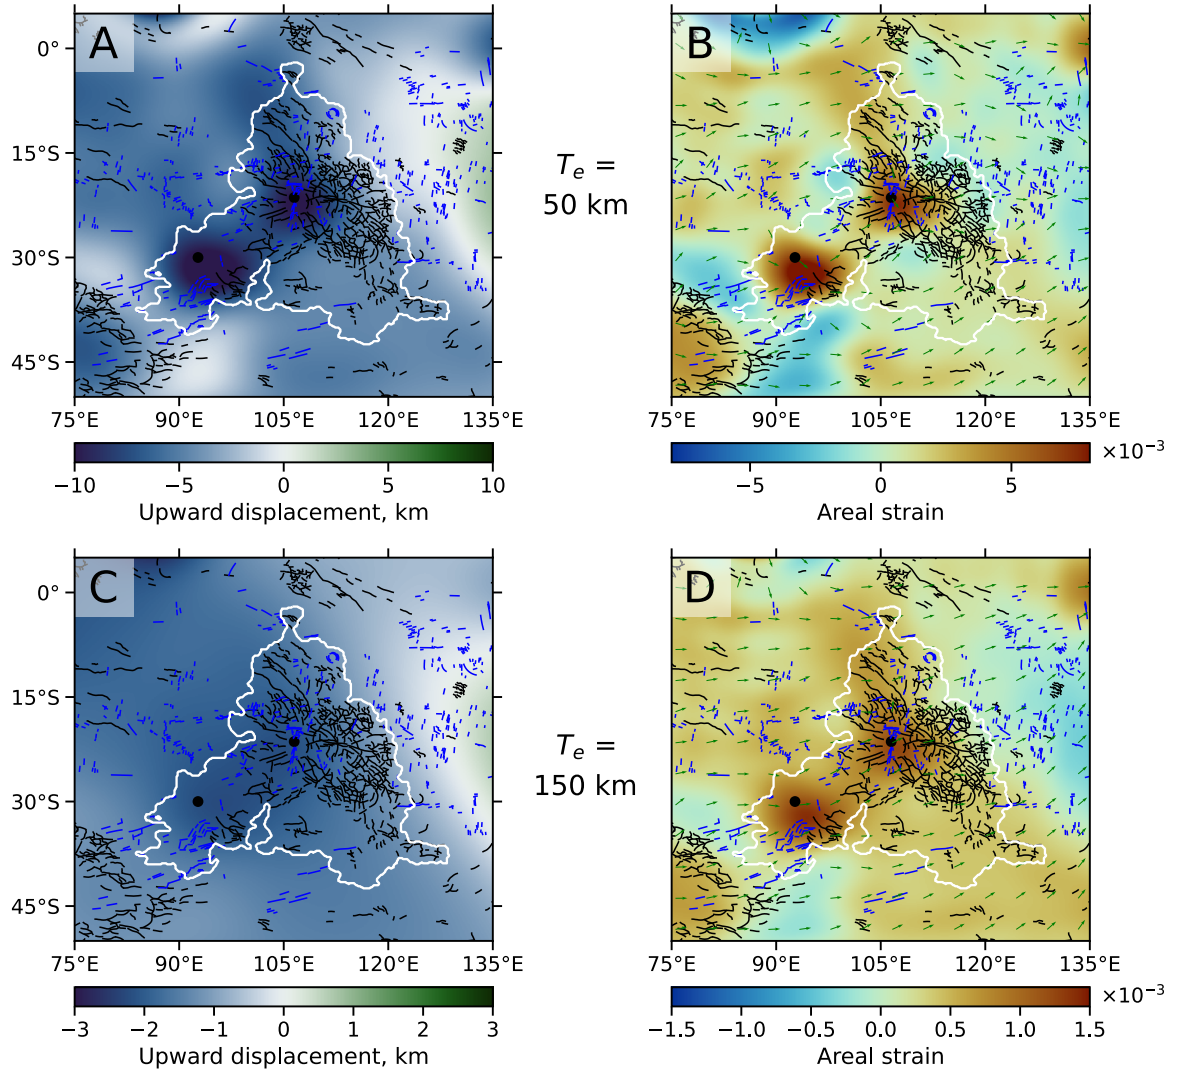 A
B
0°
15°S
30°S
45°S
75°E 90°E 105°E 120°E 135°E
75°E 90°E 105°E 120°E 135°E
T_e =
50 km
−10 −5 0 5 10
Upward displacement, km
−5 0 5
×10⁻³
Areal strain
C
D
0°
15°S
30°S
45°S
75°E 90°E 105°E 120°E 135°E
75°E 90°E 105°E 120°E 135°E
T_e =
150 km
−3 −2 −1 0 1 2 3
Upward displacement, km
−1.5 −1.0 −0.5 0.0 0.5 1.0 1.5
×10⁻³
Areal strain